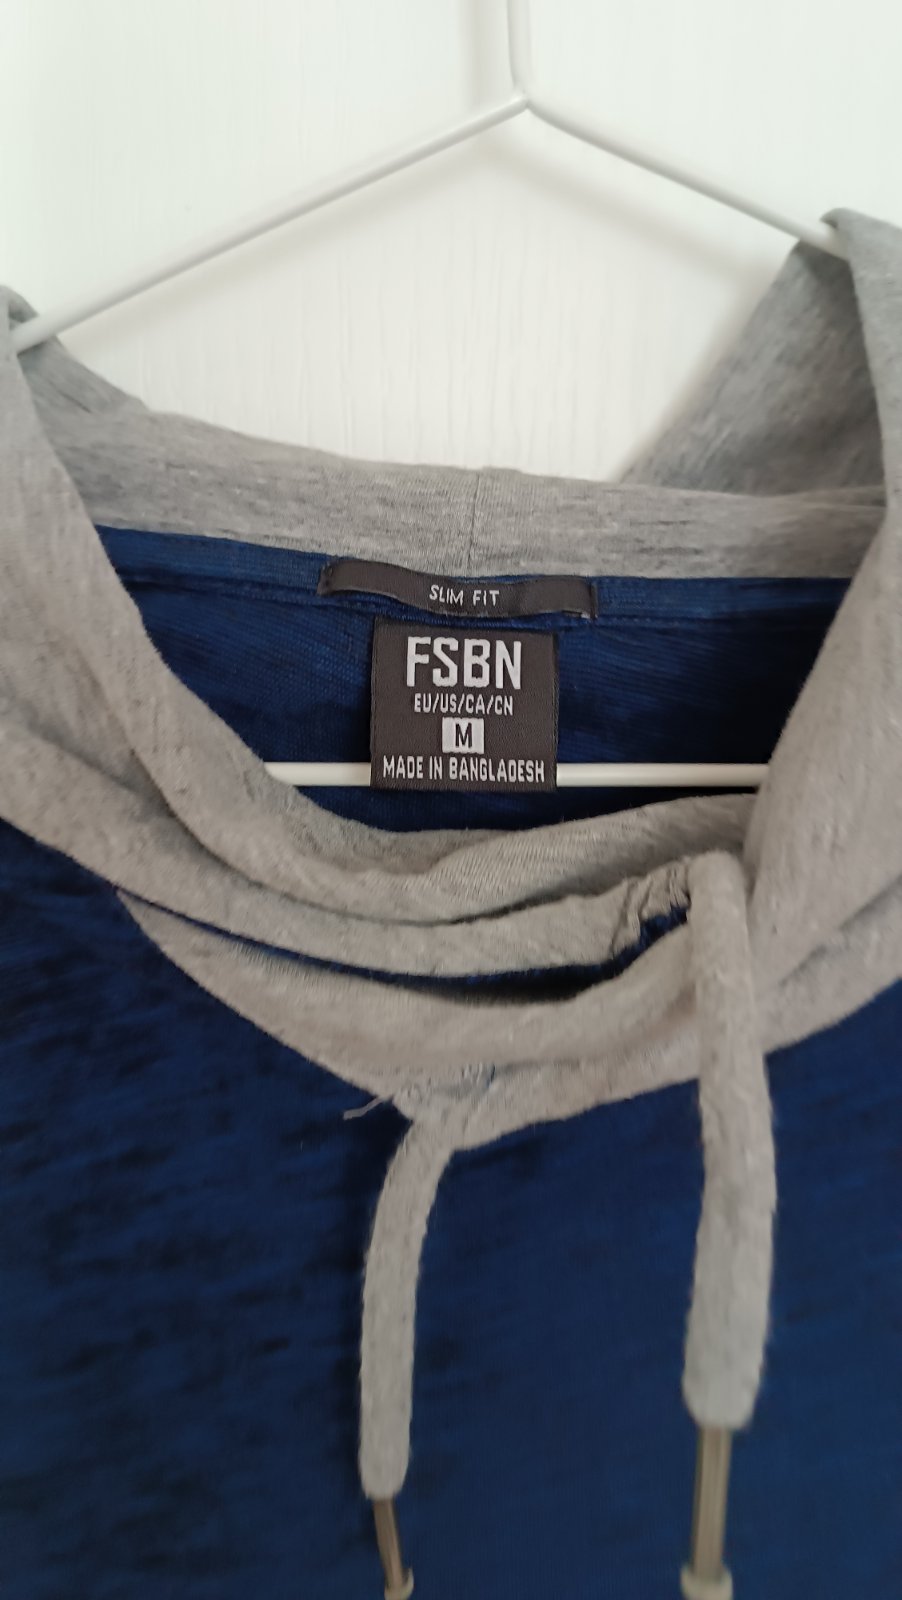 SLIM FIT
FSBN
EU/US/CA/CN
M
MADE IN BANGLADESH